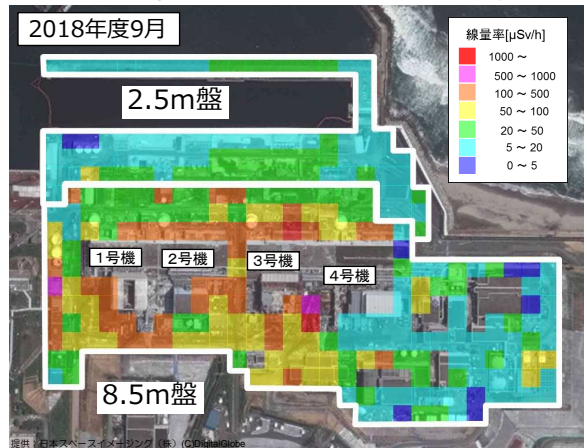 2018年度9月
2.5m盤
線量率[μSv/h]
1000 ～
500 ～ 1000
100 ～ 500
50 ～ 100
20 ～ 50
5 ～ 20
0 ～ 5
1号機
2号機
3号機
4号機
8.5m盤
提供：日本スペースイメージング（株）(C)DigitalGlobe